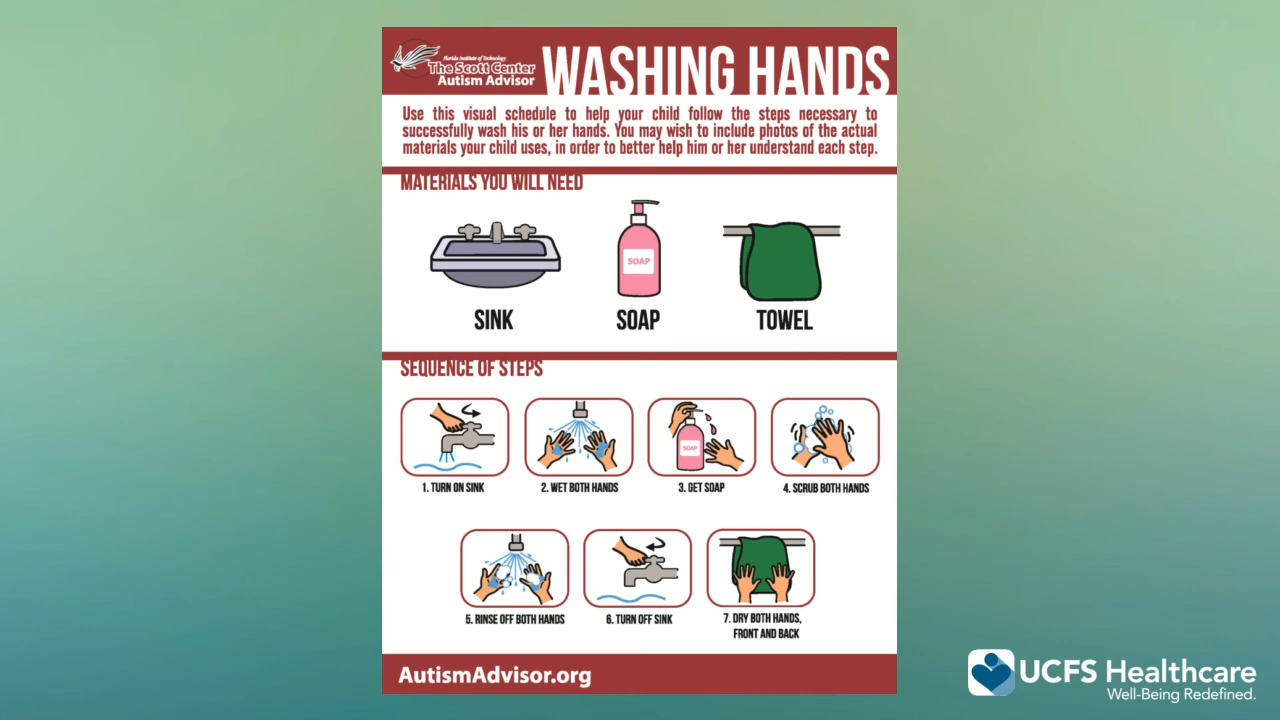 Florida Institute of Technology
The Scott Center
Autism Advisor
WASHING HANDS
Use this visual schedule to help your child follow the steps necessary to
successfully wash his or her hands. You may wish to include photos of the actual
materials your child uses, in order to better help him or her understand each step.
MATERIALS YOU WILL NEED
SOAP
SINK
SOAP
TOWEL
SEQUENCE OF STEPS
SOAP
1. TURN ON SINK
2. WET BOTH HANDS
3. GET SOAP
4. SCRUB BOTH HANDS
5. RINSE OFF BOTH HANDS
6. TURN OFF SINK
7. DRY BOTH HANDS,
FRONT AND BACK
AutismAdvisor.org
UCFS Healthcare
Well-Being Redefined.